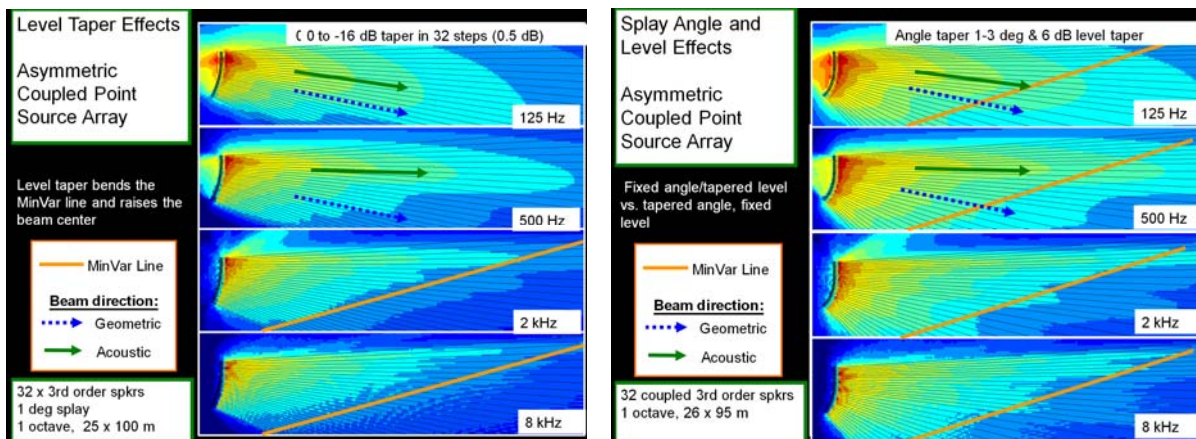 Level Taper Effects
Asymmetric
Coupled Point
Source Array
Level taper bends the
MinVar line and raises the
beam center
MinVar Line
Beam direction:
Geometric
Acoustic
32 x 3rd order spkrs
1 deg splay
1 octave, 25 x 100 m
0 to -16 dB taper in 32 steps (0.5 dB)
125 Hz
500 Hz
2 kHz
8 kHz
Splay Angle and
Level Effects
Asymmetric
Coupled Point
Source Array
Fixed angle/tapered level
vs. tapered angle, fixed
level
MinVar Line
Beam direction:
Geometric
Acoustic
32 coupled 3rd order spkrs
1 octave, 26 x 95 m
Angle taper 1-3 deg & 6 dB level taper
125 Hz
500 Hz
2 kHz
8 kHz